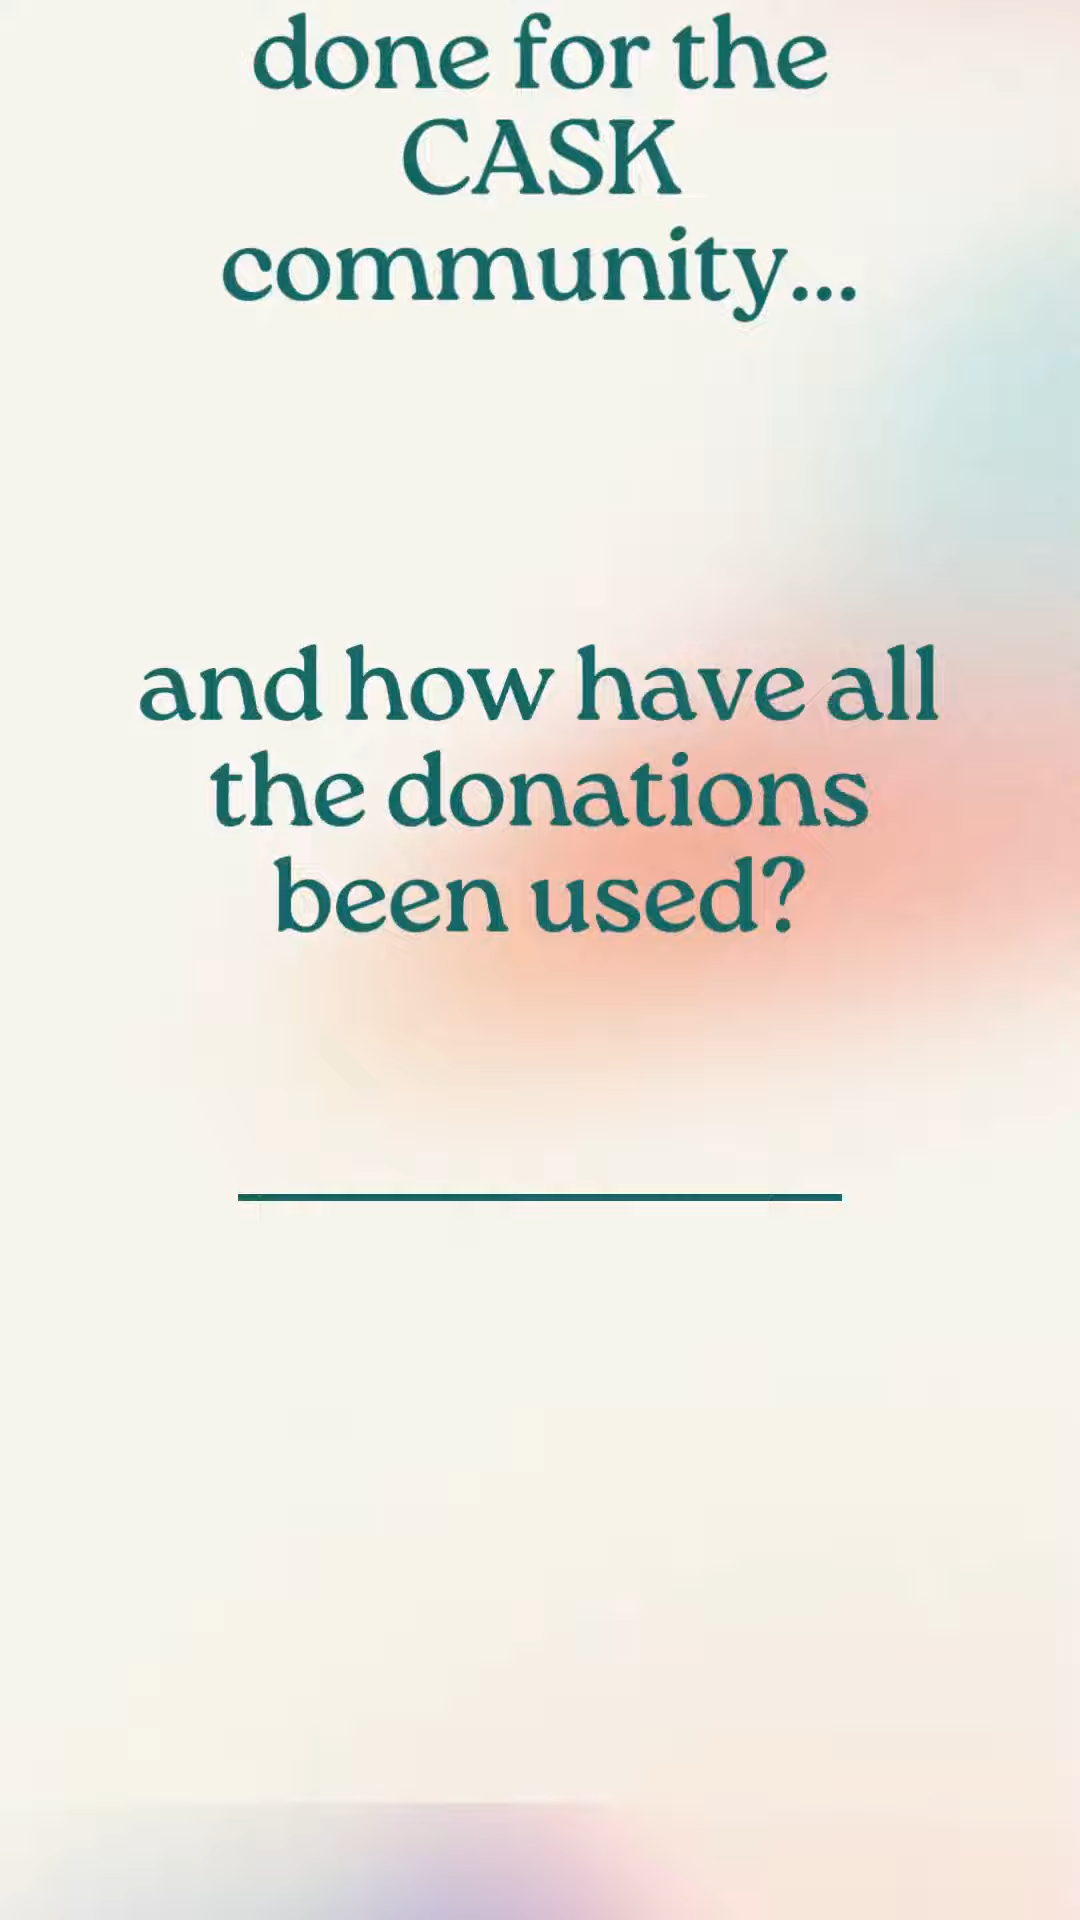 done for the
CASK
community...
and how have all
the donations
been used?